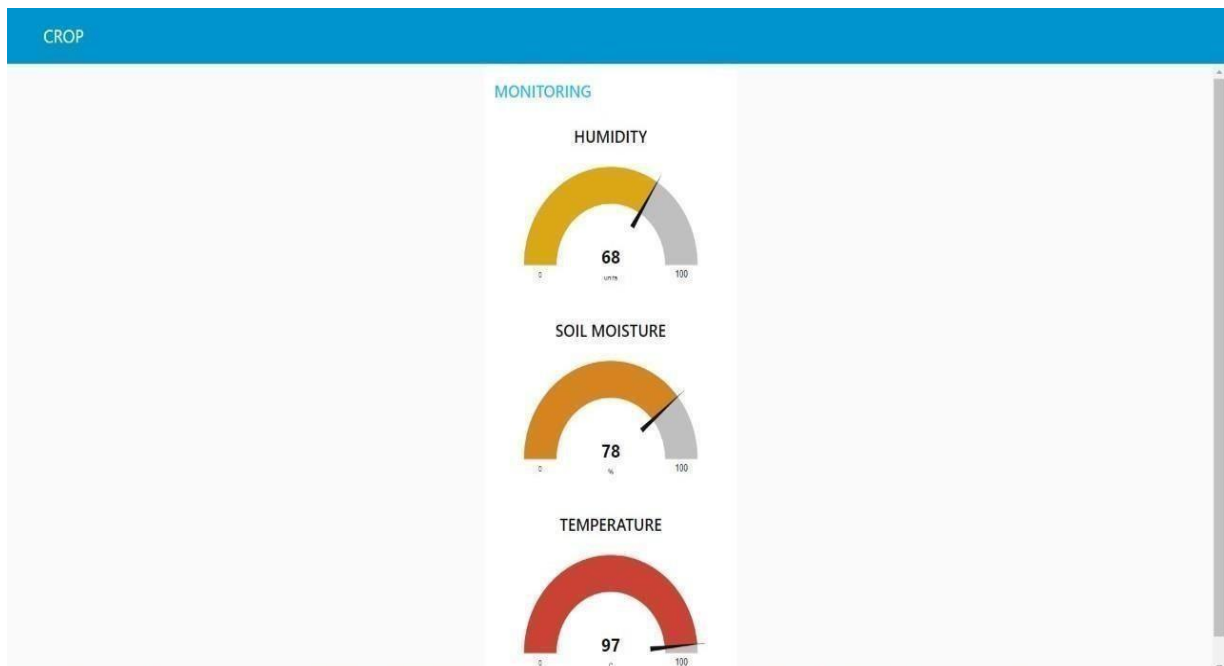 CROP
MONITORING
HUMIDITY
68
units
0 100
SOIL MOISTURE
78
%
0 100
TEMPERATURE
97
0 100